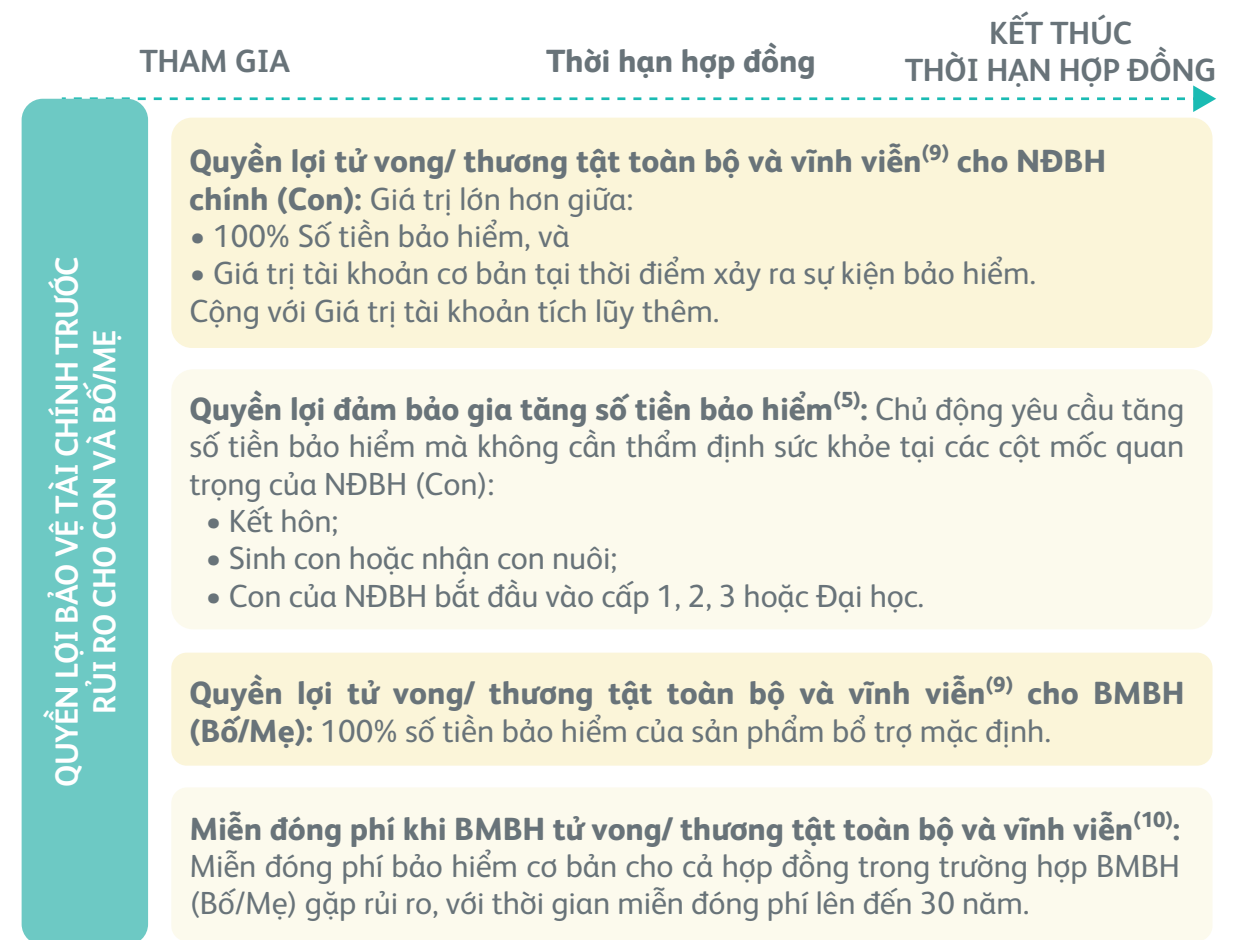 THAM GIA
Thời hạn hợp đồng
KẾT THÚC
THỜI HẠN HỢP ĐỒNG
QUYỀN LỢI BẢO VỆ TÀI CHÍNH TRƯỚC
RỦI RO CHO CON VÀ BỐ/MẸ
Quyền lợi tử vong/ thương tật toàn bộ và vĩnh viễn(9) cho NĐBH
chính (Con): Giá trị lớn hơn giữa:
• 100% Số tiền bảo hiểm, và
• Giá trị tài khoản cơ bản tại thời điểm xảy ra sự kiện bảo hiểm.
Cộng với Giá trị tài khoản tích lũy thêm.
Quyền lợi đảm bảo gia tăng số tiền bảo hiểm(5): Chủ động yêu cầu tăng
số tiền bảo hiểm mà không cần thẩm định sức khỏe tại các cột mốc quan
trọng của NĐBH (Con):
• Kết hôn;
• Sinh con hoặc nhận con nuôi;
• Con của NĐBH bắt đầu vào cấp 1, 2, 3 hoặc Đại học.
Quyền lợi tử vong/ thương tật toàn bộ và vĩnh viễn(9) cho BMBH
(Bố/Mẹ): 100% số tiền bảo hiểm của sản phẩm bổ trợ mặc định.
Miễn đóng phí khi BMBH tử vong/ thương tật toàn bộ và vĩnh viễn(10):
Miễn đóng phí bảo hiểm cơ bản cho cả hợp đồng trong trường hợp BMBH
(Bố/Mẹ) gặp rủi ro, với thời gian miễn đóng phí lên đến 30 năm.